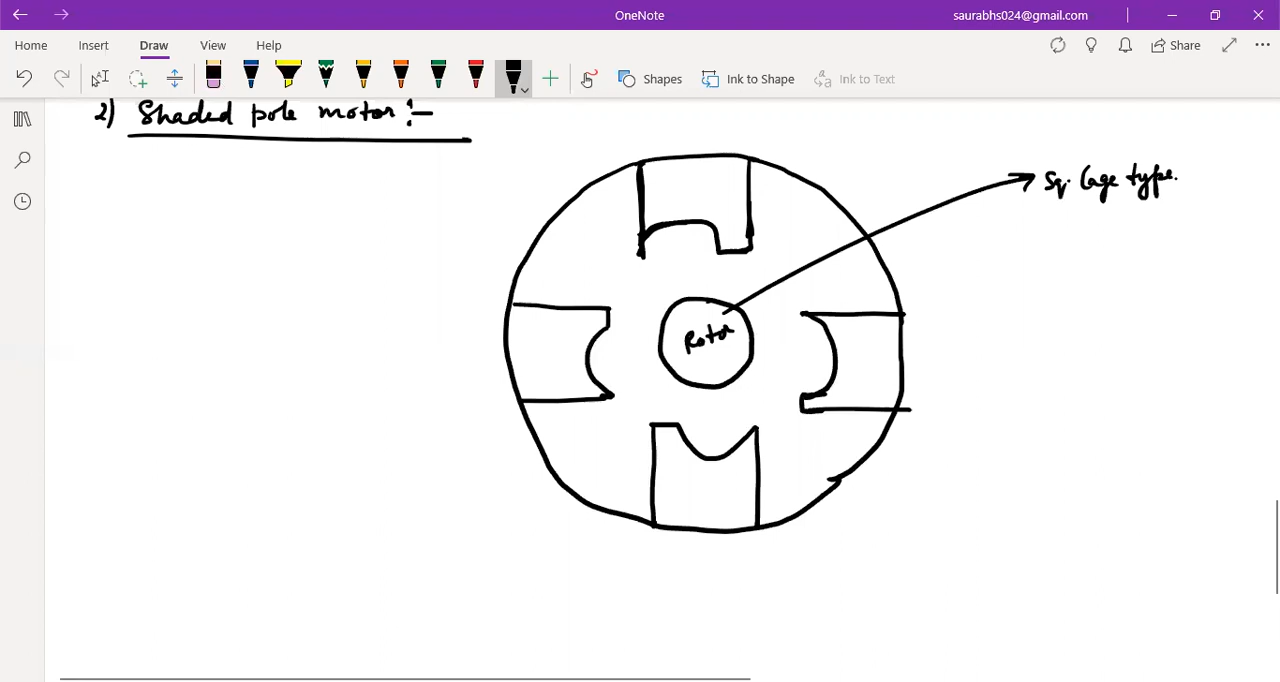 OneNote
saurabhs024@gmail.com
Home Insert Draw View Help
Share
Shapes Ink to Shape Ink to Text
2) Shaded pole motor :-
Sq. Cage type.
Rotor